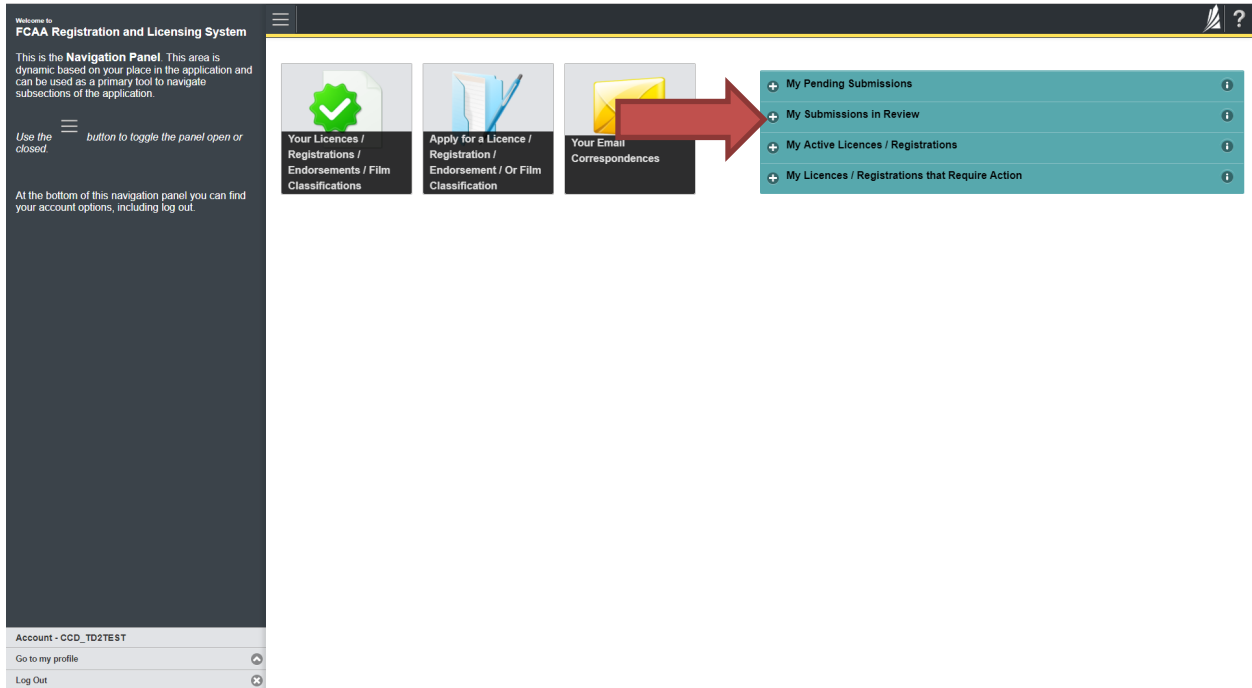 Welcome to
FCAA Registration and Licensing System
This is the Navigation Panel. This area is
dynamic based on your place in the application and
can be used as a primary tool to navigate
subsections of the application.
Use the button to toggle the panel open or
closed.
At the bottom of this navigation panel you can find
your account options, including log out.
Account - CCD_TD2TEST
Go to my profile
Log Out
?
Your Licences /
Registrations /
Endorsements / Film
Classifications
Apply for a Licence /
Registration /
Endorsement / Or Film
Classification
Your Email
Correspondences
My Pending Submissions
My Submissions in Review
My Active Licences / Registrations
My Licences / Registrations that Require Action